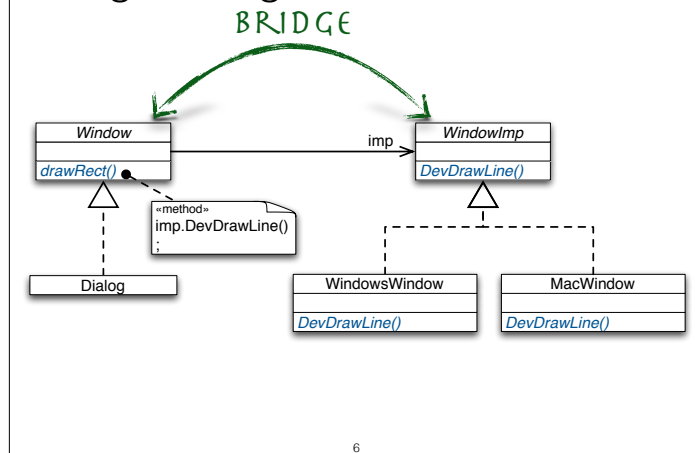 BRIDGE
Window
imp
WindowImp
drawRect()
DevDrawLine()
«method»
imp.DevDrawLine()
;
Dialog
WindowsWindow
MacWindow
DevDrawLine()
DevDrawLine()
6